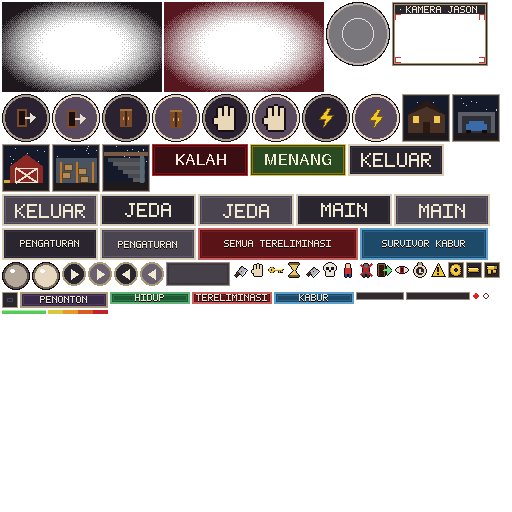 KAMERA JASON
KALAH
MENANG
KELUAR
KELUAR
JEDA
JEDA
MAIN
MAIN
PENGATURAN
PENGATURAN
SEMUA TERELIMINASI
SURVIVOR KABUR
PENONTON
HIDUP
TERELIMINASI
KABUR